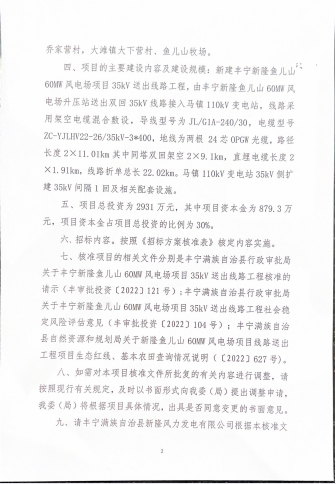 乔家营村，大滩镇大下营村、鱼儿山牧场。
四、项目的主要建设内容及建设规模：新建丰宁新隆鱼儿山
60MW风电场项目35kV送出线路工程，由丰宁新隆鱼儿山60MW
风电场升压站送出双回35kV线路接入马镇110kV变电站，线路采
用架空电缆混合敷设，导线型号为JL/G1A-240/30，电缆型号
ZC-YJLHV22-26/35kV-3*400，地线为两根24芯OPGW光缆，路径
长度2×11.01km其中同塔双回架空2×9.1km，直埋电缆长度2
×1.91km，线路折单总长22.02km。马镇110kV变电站35kV侧扩
建35kV间隔1回及相关配套设施。
五、项目总投资为2931万元，其中项目资本金为879.3万
元，项目资本金占项目总投资的比例为30%。
六、招标内容。按照《招标方案核准表》核定内容实施。
七、核准项目的相关文件分别是丰宁满族自治县行政审批局
关于丰宁新隆鱼儿山60MW风电场项目35kV送出线路工程核准的
请示（丰审批投资〔2022〕121号）；丰宁满族自治县行政审批局
关于丰宁新隆鱼儿山60MW风电场项目35kV送出线路工程社会稳
定风险评估意见（丰审批投资〔2022〕104号）；丰宁满族自治
县自然资源和规划局关于新隆鱼儿山60MW风电场项目线路送出
工程项目生态红线、基本农田查询情况说明（〔2022〕627号）。
八、如需对本项目核准文件所批复的有关内容进行调整，请
按照现行有关规定，及时以书面形式向我委（局）提出调整申请，
我委（局）将根据项目具体情况，出具是否同意变更的书面意见。
九、请丰宁满族自治县新隆风力发电有限公司根据本核准文
2